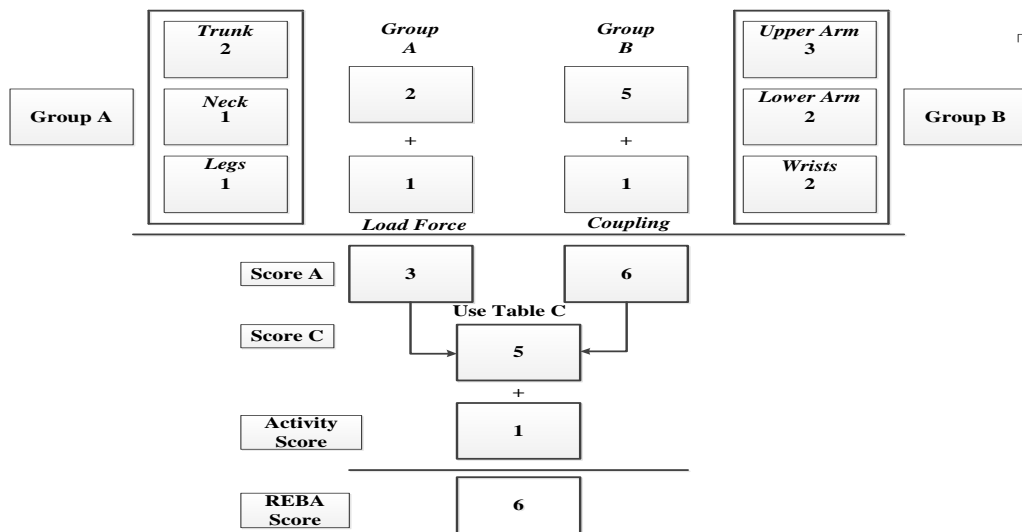 Group A
Trunk
2
Neck
1
Legs
1
Group
A
2
+
1
Load Force
Group
B
5
+
1
Coupling
Upper Arm
3
Lower Arm
2
Wrists
2
Group B
Score A
3
6
Use Table C
Score C
5
+
Activity
Score
1
REBA
Score
6